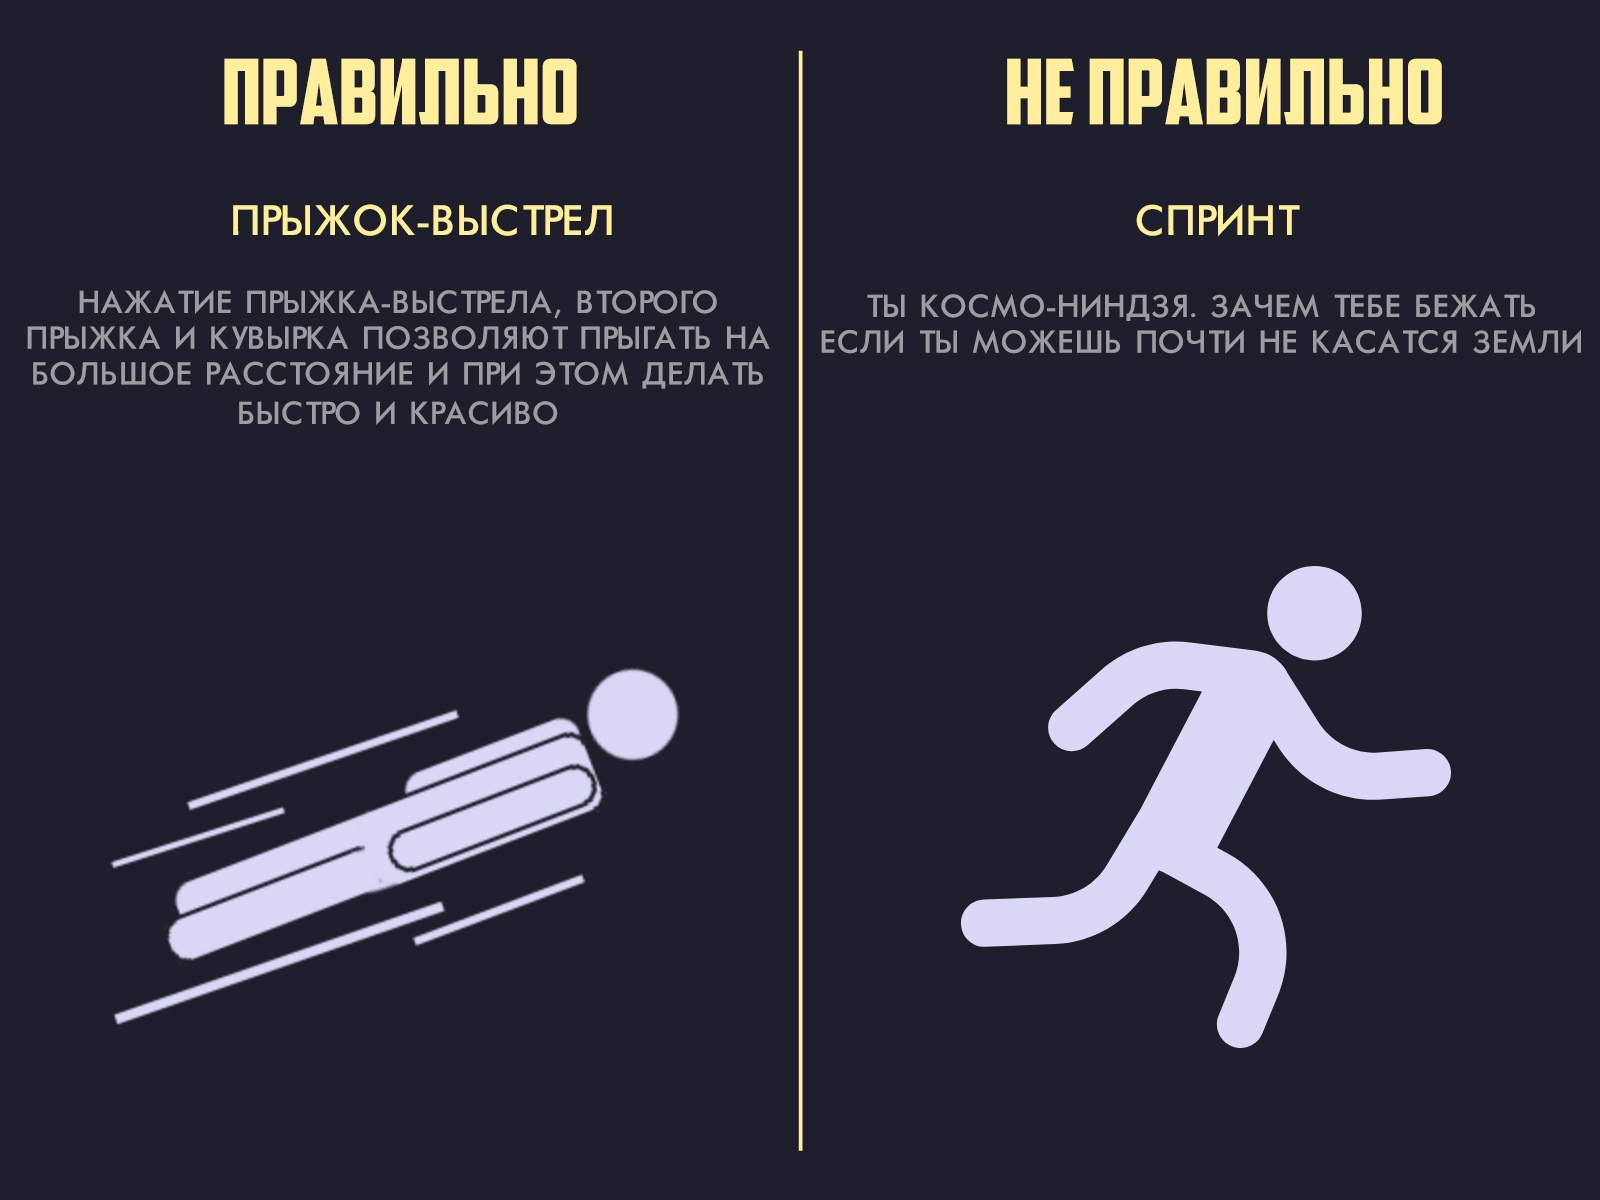 ПРАВИЛЬНО
ПРЫЖОК-ВЫСТРЕЛ
НАЖАТИЕ ПРЫЖКА-ВЫСТРЕЛА, ВТОРОГО
ПРЫЖКА И КУВЫРКА ПОЗВОЛЯЮТ ПРЫГАТЬ НА
БОЛЬШОЕ РАССТОЯНИЕ И ПРИ ЭТОМ ДЕЛАТЬ
БЫСТРО И КРАСИВО
НЕ ПРАВИЛЬНО
СПРИНТ
ТЫ КОСМО-НИНДЗЯ. ЗАЧЕМ ТЕБЕ БЕЖАТЬ
ЕСЛИ ТЫ МОЖЕШЬ ПОЧТИ НЕ КАСАТСЯ ЗЕМЛИ